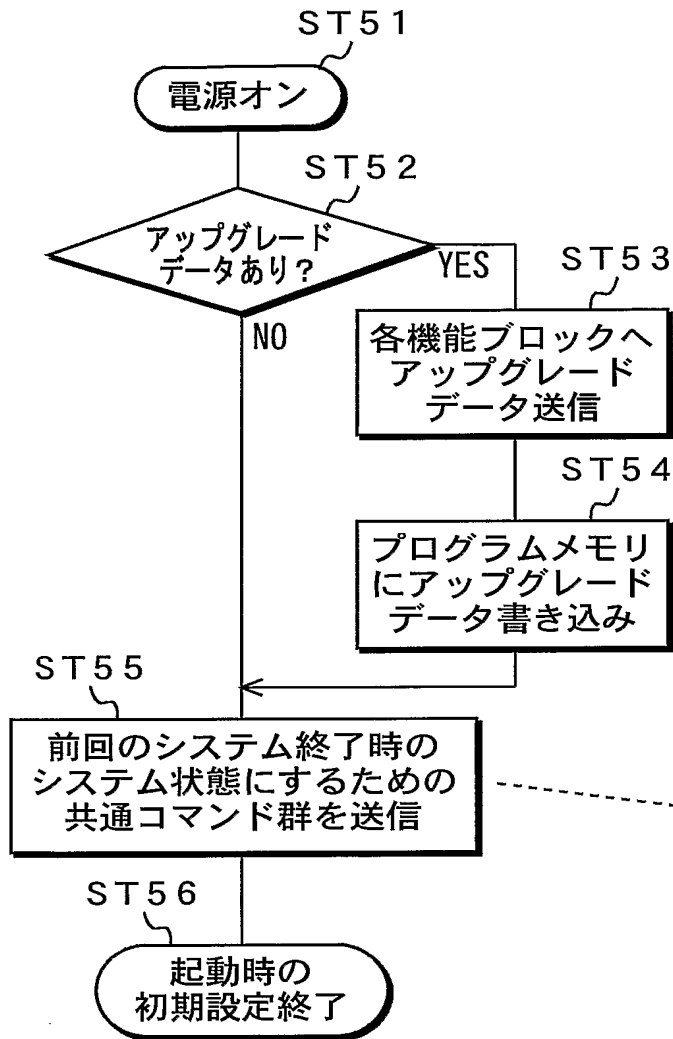 ST51
電源オン
ST52
アップグレード
データあり?
YES
NO
ST53
各機能ブロックへ
アップグレード
データ送信
ST54
プログラムメモリ
にアップグレード
データ書き込み
ST55
前回のシステム終了時の
システム状態にするための
共通コマンド群を送信
ST56
起動時の
初期設定終了